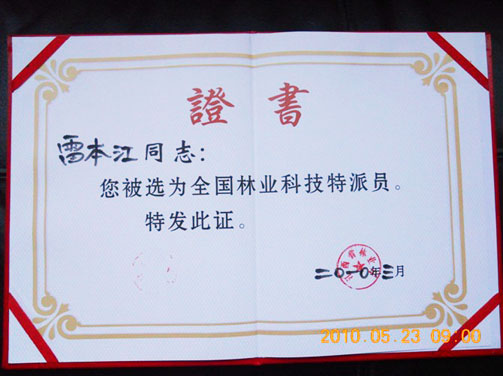 證書
雷本江同志：
您被选为全国林业科技特派员。
特发此证。
二〇一〇年三月
2010.05.23 09:00